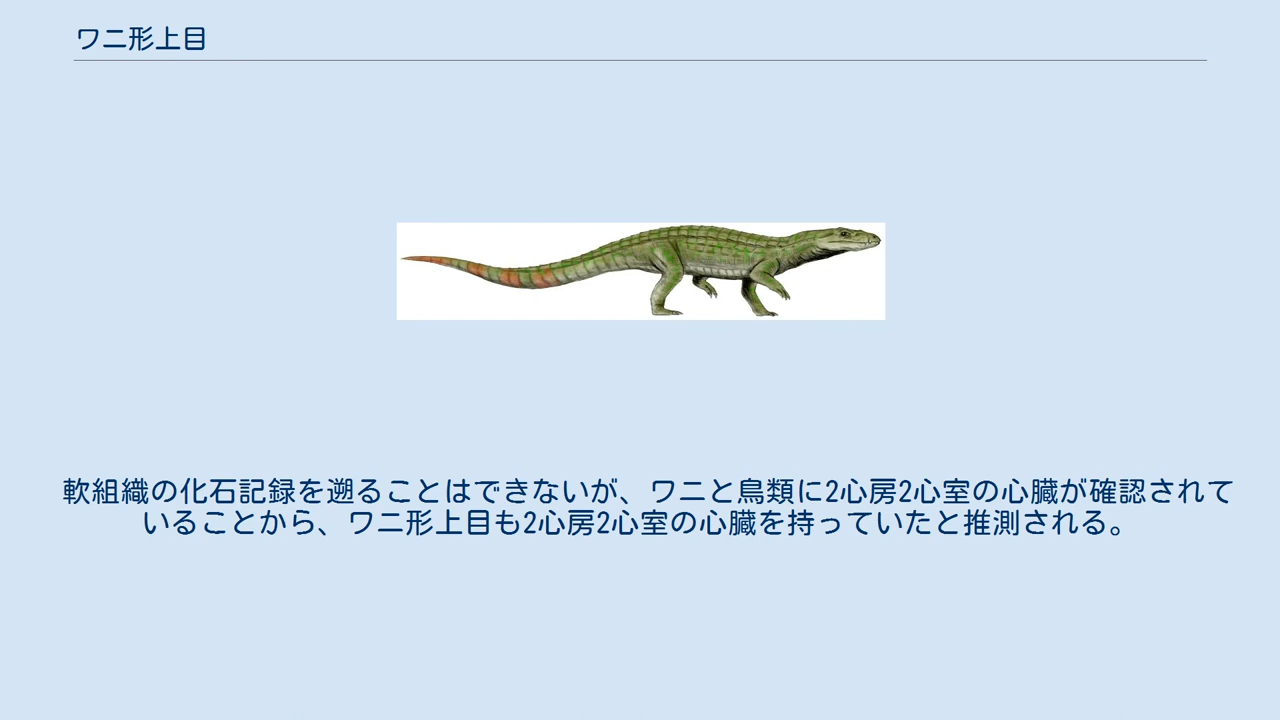 ワニ形上目
軟組織の化石記録を遡ることはできないが、ワニと鳥類に2心房2心室の心臓が確認されて
いることから、ワニ形上目も2心房2心室の心臓を持っていたと推測される。